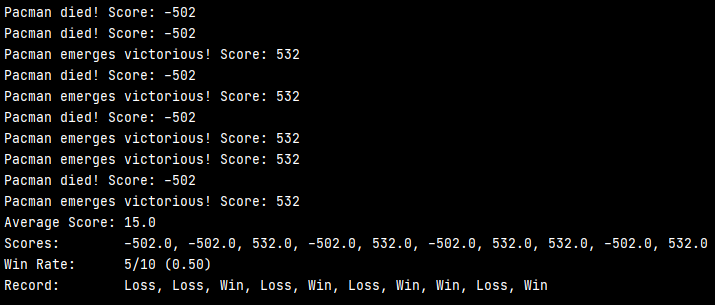 Pacman died! Score: -502
Pacman died! Score: -502
Pacman emerges victorious! Score: 532
Pacman died! Score: -502
Pacman emerges victorious! Score: 532
Pacman died! Score: -502
Pacman emerges victorious! Score: 532
Pacman emerges victorious! Score: 532
Pacman died! Score: -502
Pacman emerges victorious! Score: 532
Average Score: 15.0
Scores:        -502.0, -502.0, 532.0, -502.0, 532.0, -502.0, 532.0, 532.0, -502.0, 532.0
Win Rate:      5/10 (0.50)
Record:        Loss, Loss, Win, Loss, Win, Loss, Win, Win, Loss, Win